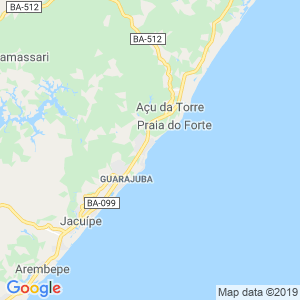 BA-512
BA-512
amassari
Açu da Torre
Praia do Forte
GUARAJUBA
BA-099
Jacuípe
Arembepe
Google
Map data ©2019